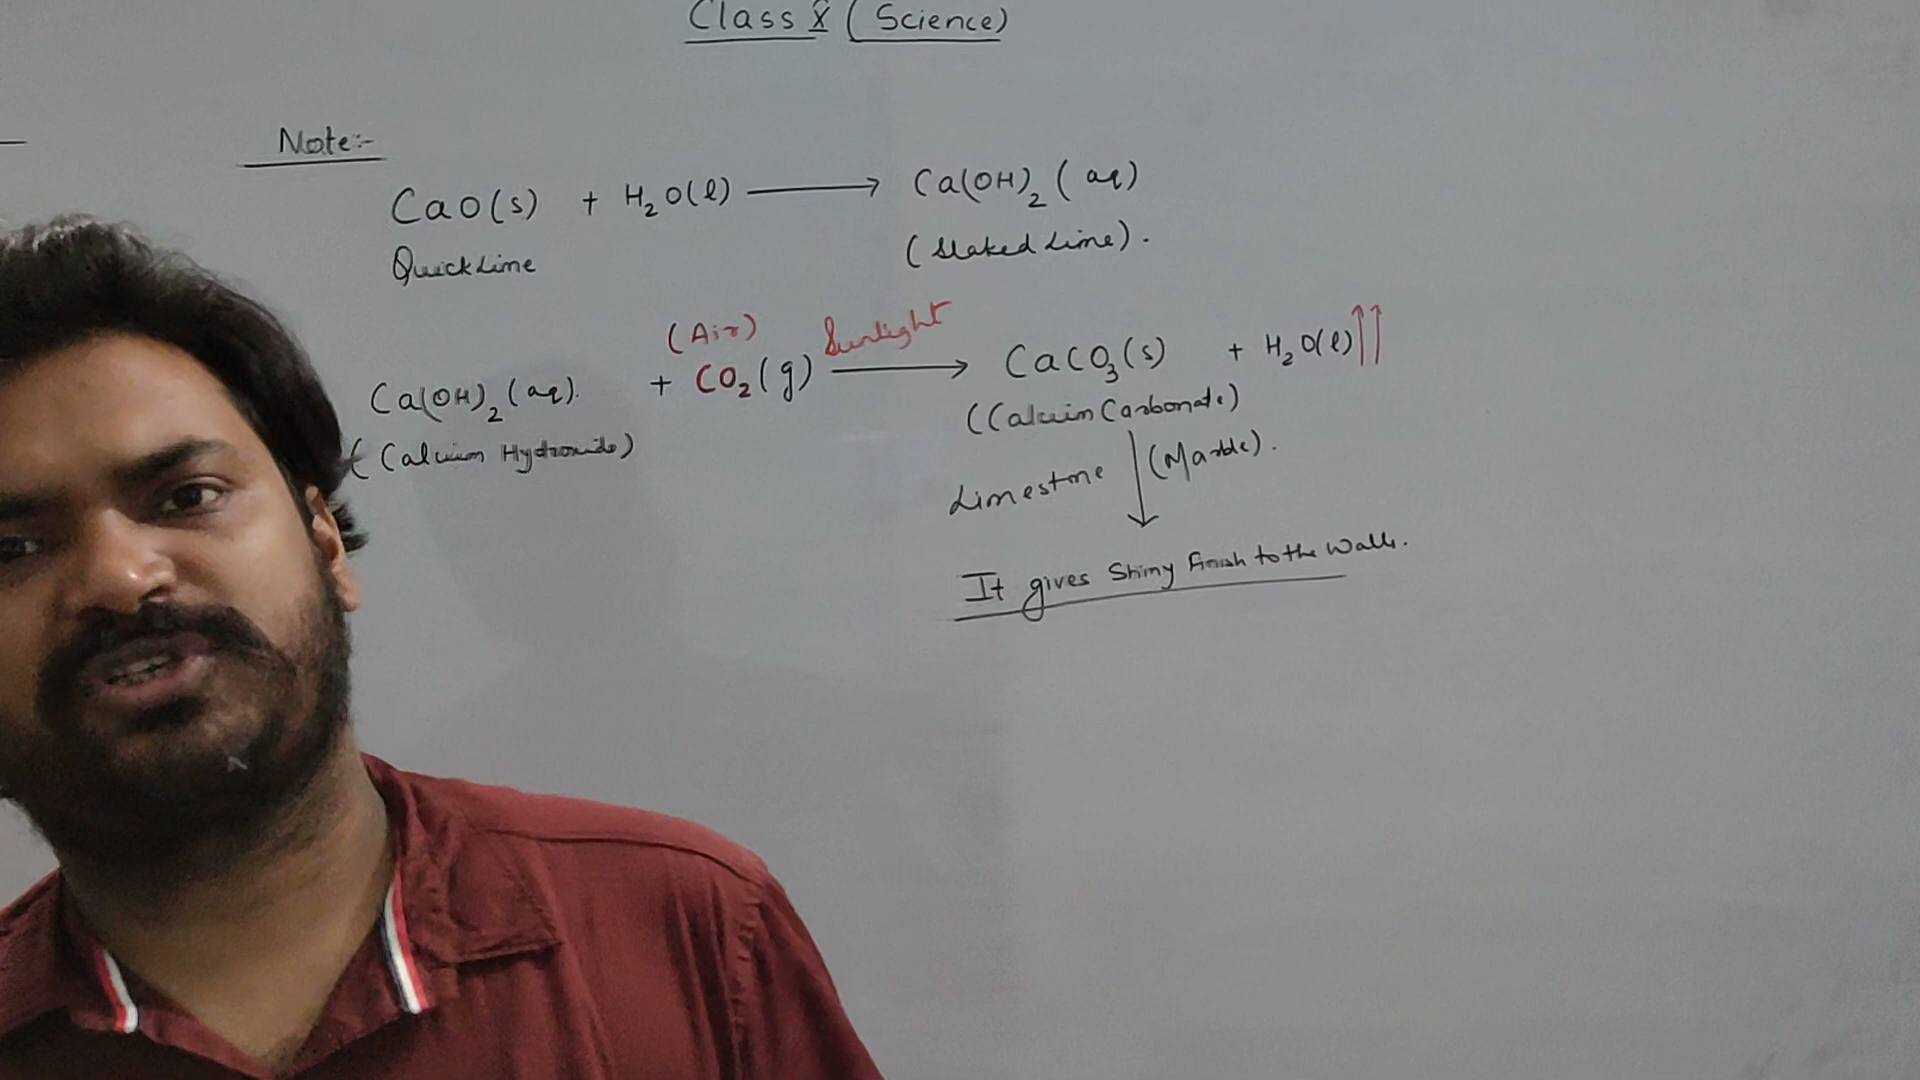 Class X (Science)
Note:-
CaO(s) + H₂O(l) ⟶ Ca(OH)₂(aq)
Quick Lime (Slaked Lime).
(Air) Sunlight
Ca(OH)₂(aq). + CO₂(g) ⟶ CaCO₃(s) + H₂O(l)↑↑
(Calcium Hydroxide) ((Calcium Carbonate)
Limestone ↓ (Marble).
It gives Shiny Finish to the Walls.